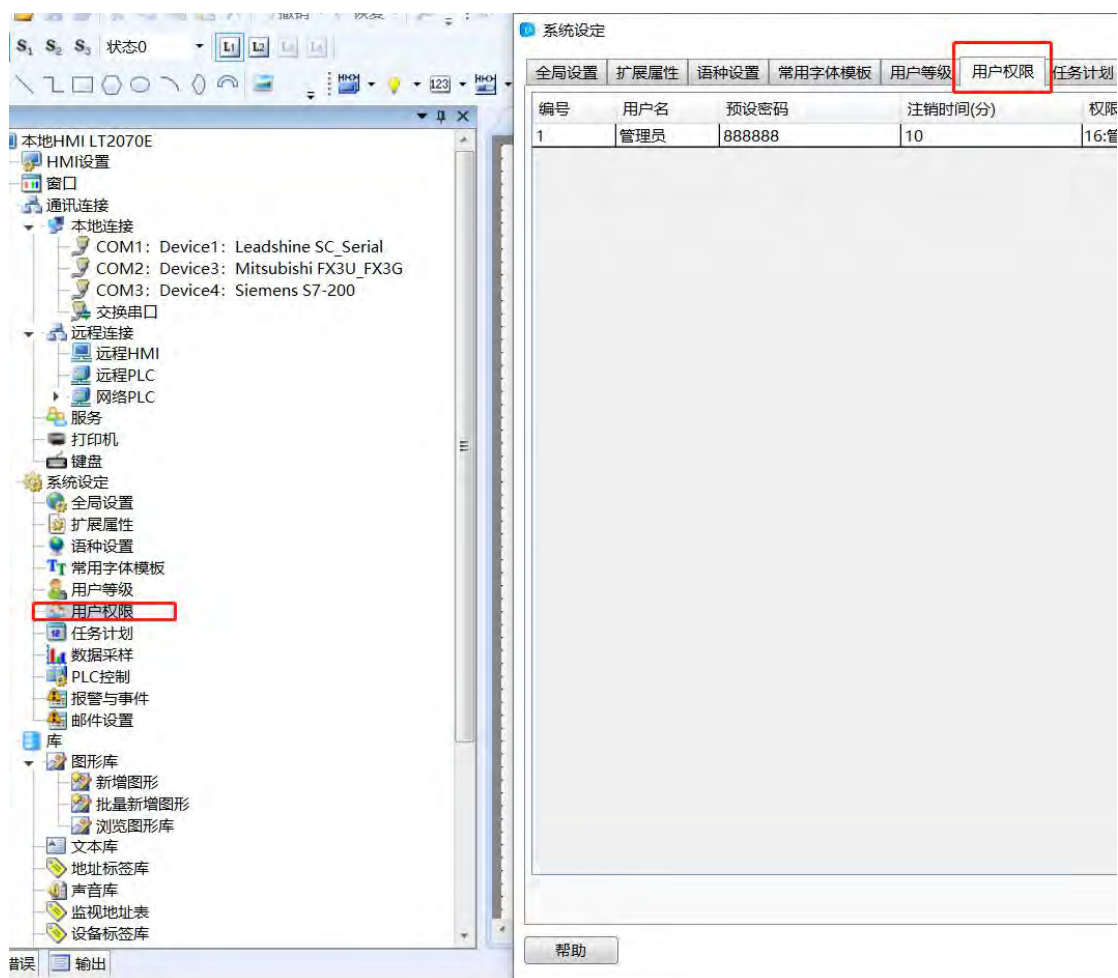 撤销 恢复
S₁ S₂ S₃ 状态0 L1 L2 L3 L4
123
本地HMI LT2070E
HMI设置
窗口
通讯连接
本地连接
COM1: Device1: Leadshine SC_Serial
COM2: Device3: Mitsubishi FX3U_FX3G
COM3: Device4: Siemens S7-200
交换串口
远程连接
远程HMI
远程PLC
网络PLC
服务
打印机
键盘
系统设定
全局设置
扩展属性
语种设置
常用字体模板
用户等级
用户权限
任务计划
数据采样
PLC控制
报警与事件
邮件设置
库
图形库
新增图形
批量新增图形
浏览图形库
文本库
地址标签库
声音库
监视地址表
设备标签库
错误 输出
系统设定
全局设置 扩展属性 语种设置 常用字体模板 用户等级 用户权限 任务计划
编号 用户名 预设密码 注销时间(分) 权限
1 管理员 888888 10 16:管
帮助